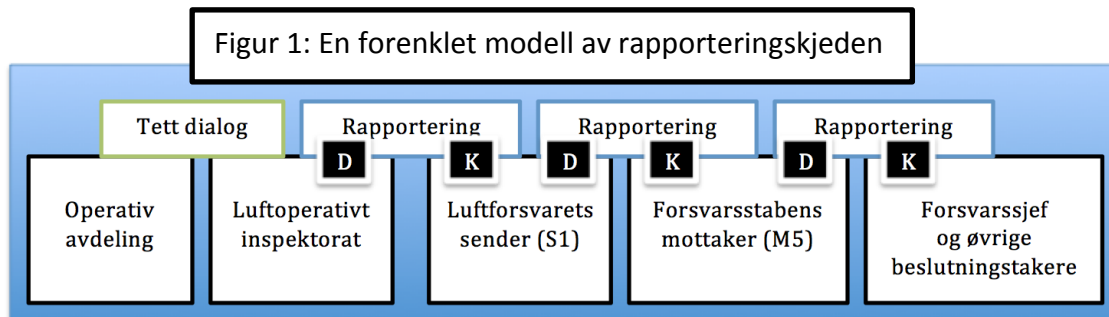 Figur 1: En forenklet modell av rapporteringskjeden
Tett dialog
Rapportering
Rapportering
Rapportering
D
K
D
K
D
K
Operativ
avdeling
Luftoperativt
inspektorat
Luftforsvarets
sender (S1)
Forsvarsstabens
mottaker (M5)
Forsvarssjef
og øvrige
beslutningstakere